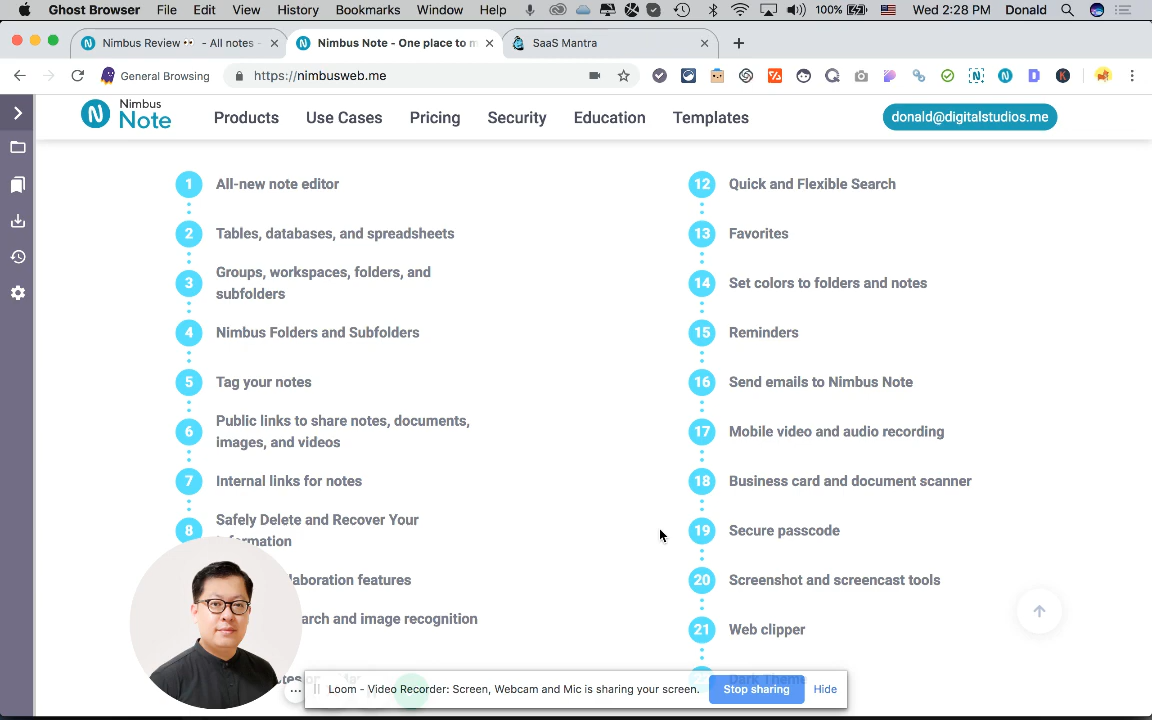 Ghost Browser File Edit View History Bookmarks Window Help 100% Wed 2:28 PM Donald
Nimbus Review 👀 - All notes -
Nimbus Note - One place to m
SaaS Mantra
General Browsing
https://nimbusweb.me
Nimbus
Note
Products Use Cases Pricing Security Education Templates
donald@digitalstudios.me
1 All-new note editor
2 Tables, databases, and spreadsheets
3 Groups, workspaces, folders, and
subfolders
4 Nimbus Folders and Subfolders
5 Tag your notes
6 Public links to share notes, documents,
images, and videos
7 Internal links for notes
8 Safely Delete and Recover Your
rmation
laboration features
arch and image recognition
12 Quick and Flexible Search
13 Favorites
14 Set colors to folders and notes
15 Reminders
16 Send emails to Nimbus Note
17 Mobile video and audio recording
18 Business card and document scanner
19 Secure passcode
20 Screenshot and screencast tools
21 Web clipper
Dark Theme
Loom - Video Recorder: Screen, Webcam and Mic is sharing your screen.
Stop sharing
Hide